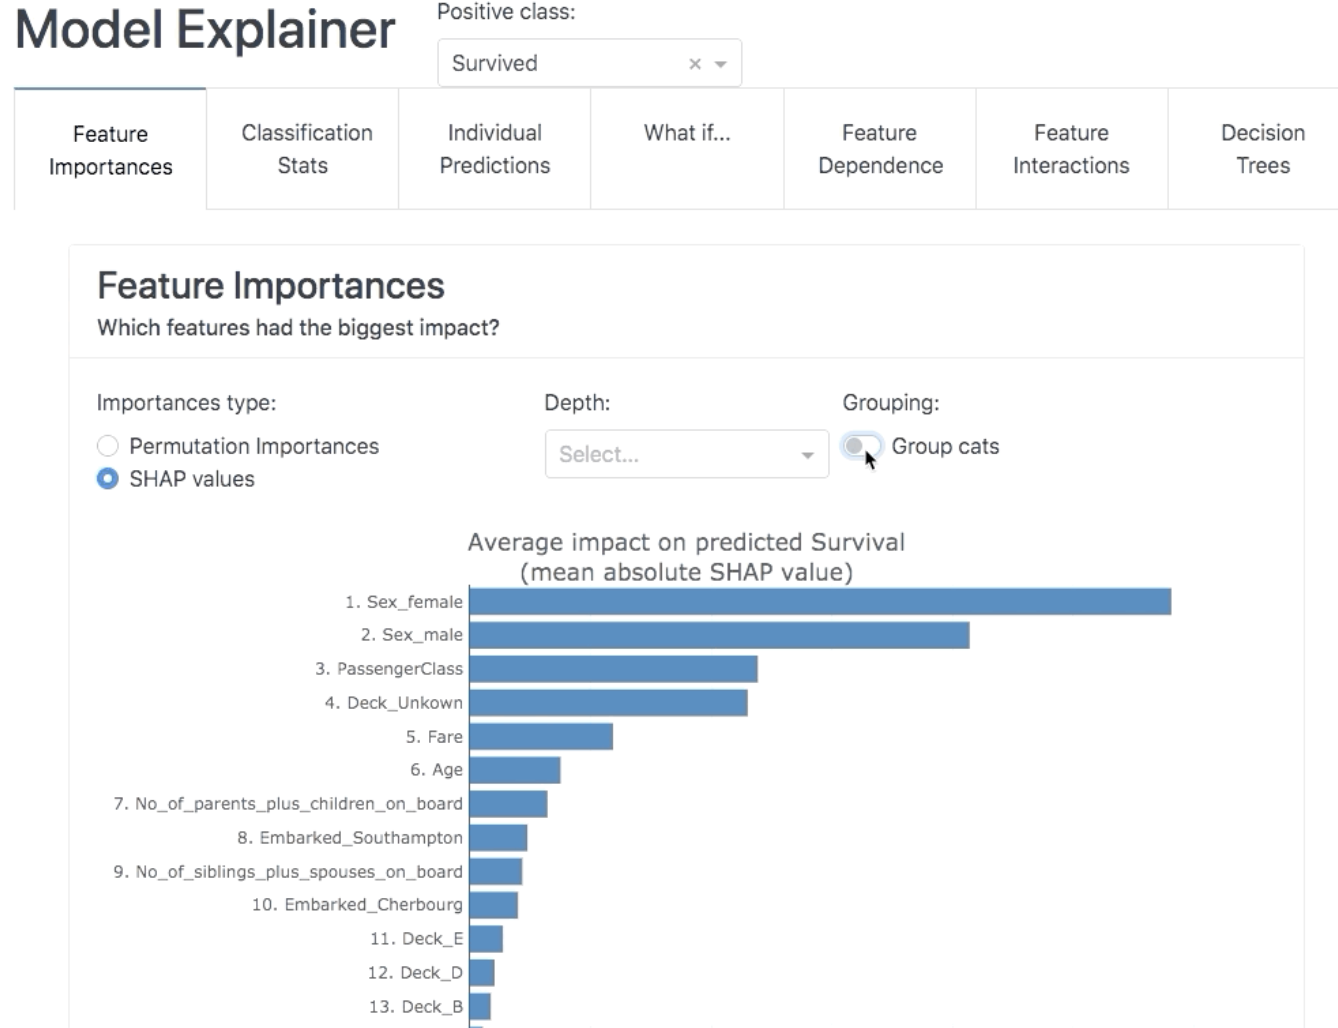 Model Explainer
Positive class:
Survived
Feature
Importances
Classification
Stats
Individual
Predictions
What if...
Feature
Dependence
Feature
Interactions
Decision
Trees
Feature Importances
Which features had the biggest impact?
Importances type:
Permutation Importances
SHAP values
Depth:
Select...
Grouping:
Group cats
Average impact on predicted Survival
(mean absolute SHAP value)
1. Sex_female
2. Sex_male
3. PassengerClass
4. Deck_Unkown
5. Fare
6. Age
7. No_of_parents_plus_children_on_board
8. Embarked_Southampton
9. No_of_siblings_plus_spouses_on_board
10. Embarked_Cherbourg
11. Deck_E
12. Deck_D
13. Deck_B